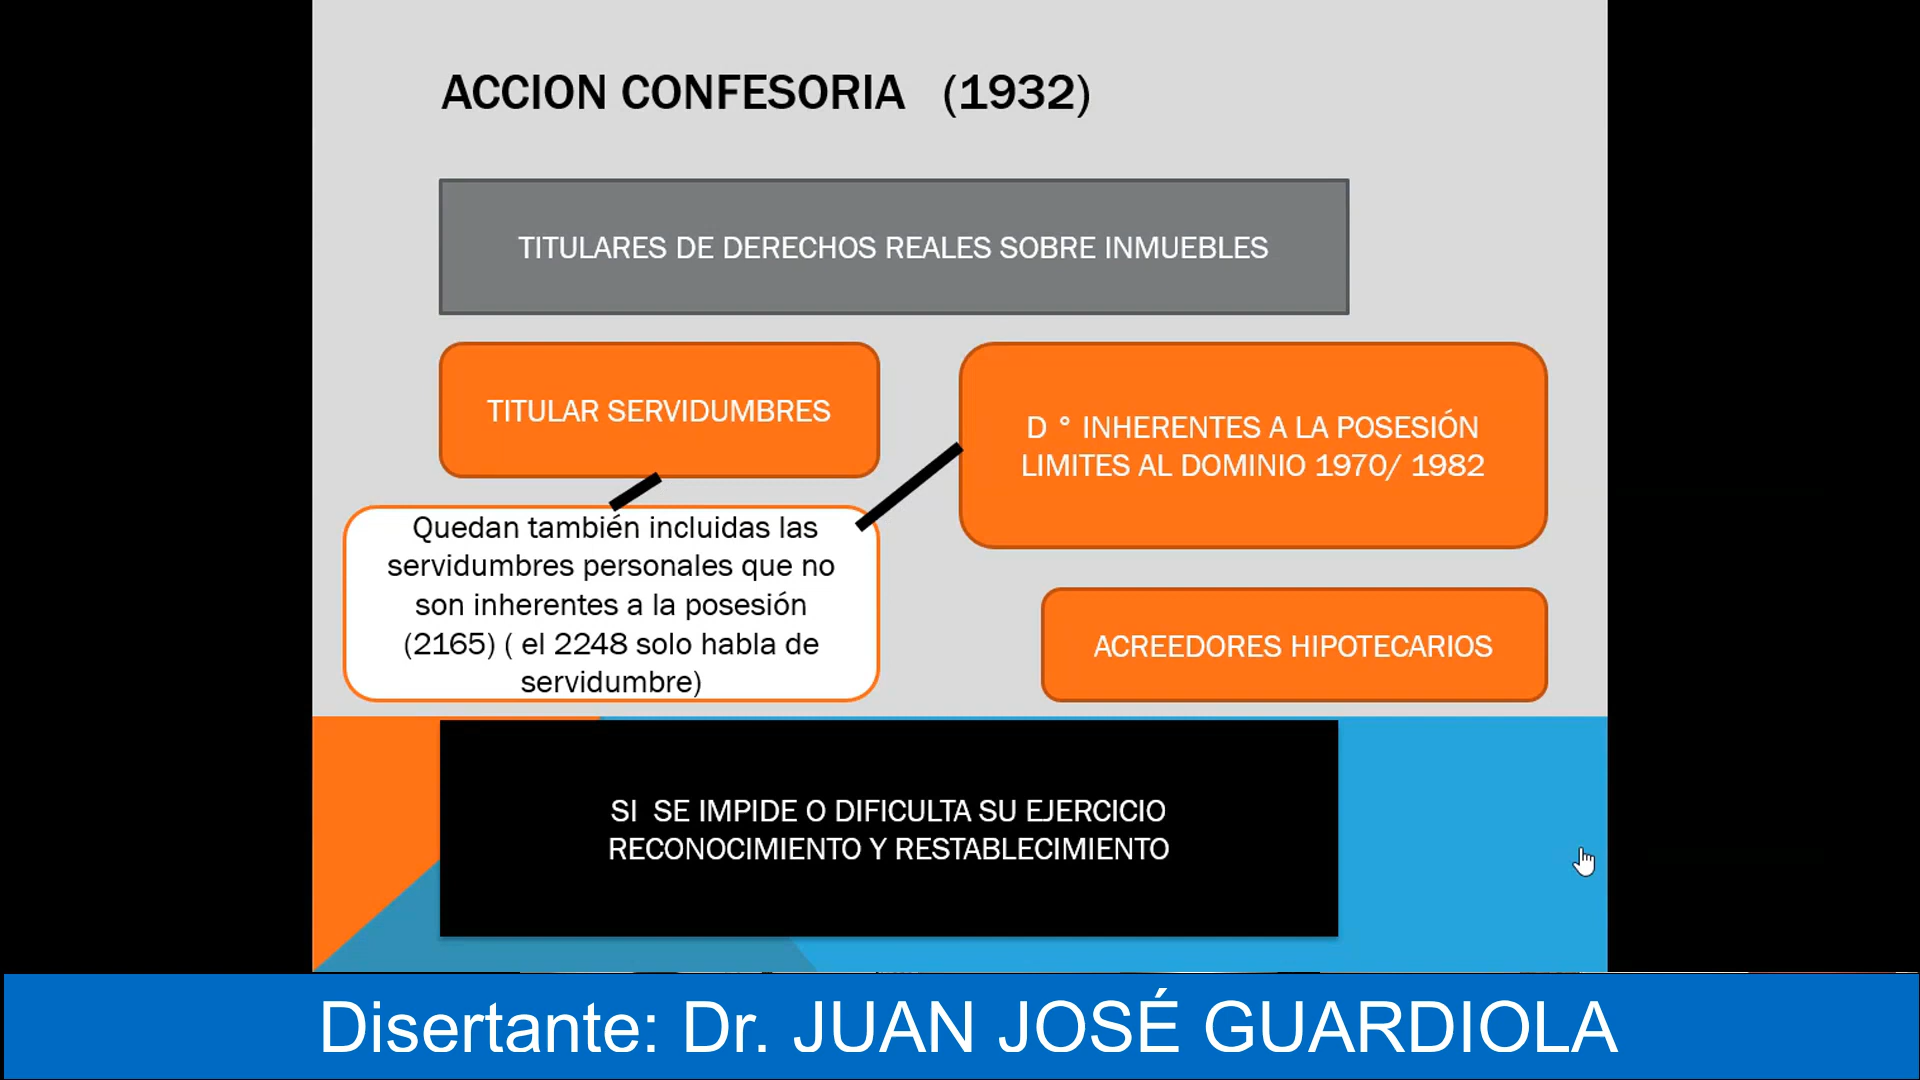 ACCION CONFESORIA (1932)
TITULARES DE DERECHOS REALES SOBRE INMUEBLES
TITULAR SERVIDUMBRES
D ° INHERENTES A LA POSESIÓN
LIMITES AL DOMINIO 1970/ 1982
Quedan también incluidas las
servidumbres personales que no
son inherentes a la posesión
(2165) ( el 2248 solo habla de
servidumbre)
ACREEDORES HIPOTECARIOS
SI SE IMPIDE O DIFICULTA SU EJERCICIO
RECONOCIMIENTO Y RESTABLECIMIENTO
Disertante: Dr. JUAN JOSÉ GUARDIOLA